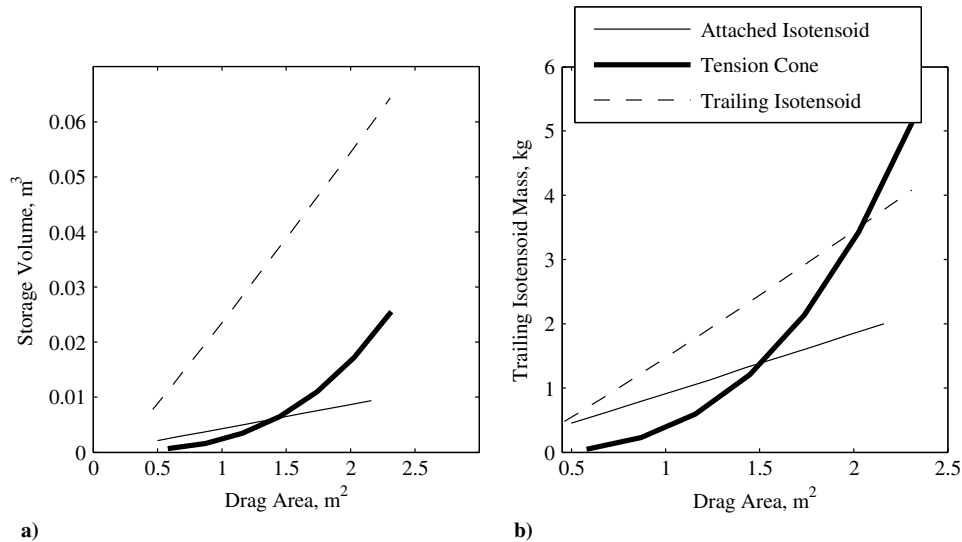 Attached Isotensoid
Tension Cone
Trailing Isotensoid
0.06
0.05
0.04
0.03
0.02
0.01
0
Storage Volume, m³
0
0.5
1
1.5
2
2.5
Drag Area, m²
a)
6
5
4
3
2
1
0
Trailing Isotensoid Mass, kg
0.5
1
1.5
2
2.5
Drag Area, m²
b)